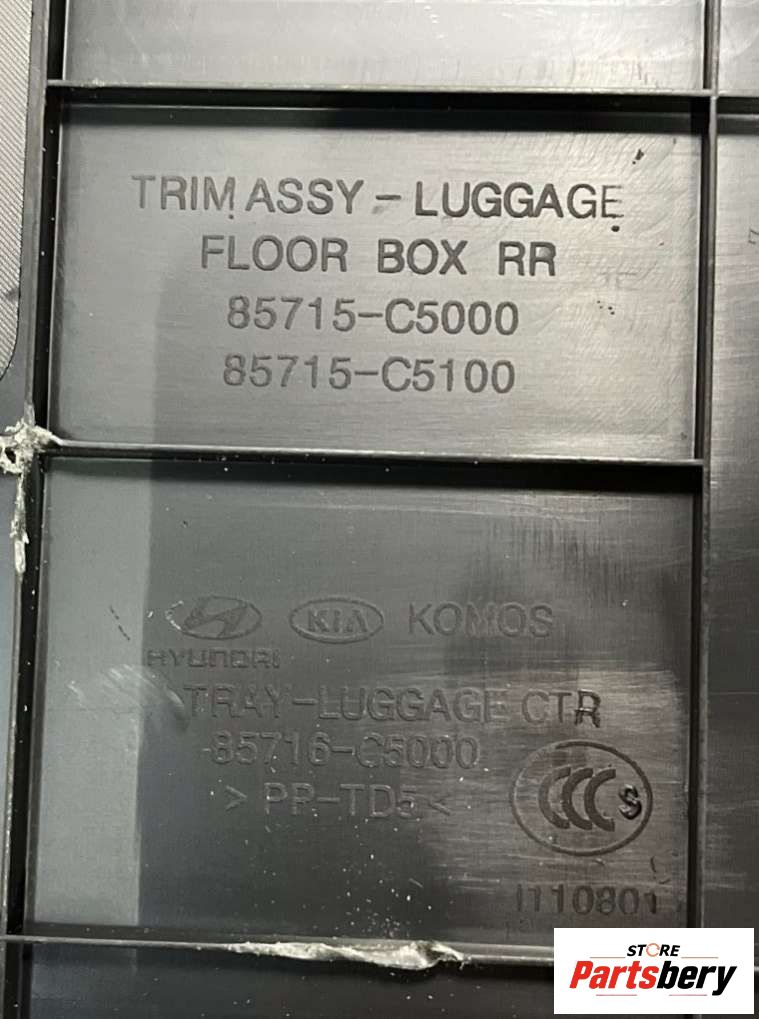 TRIM ASSY-LUGGAGE
FLOOR BOX RR
85715-C5000
85715-C5100
KIA KOMOS
HYUNDAI
TRAY-LUGGAGE CTR
85716-C5000
>PP-TD5<
CCC S
I110801
STORE
Partsbery